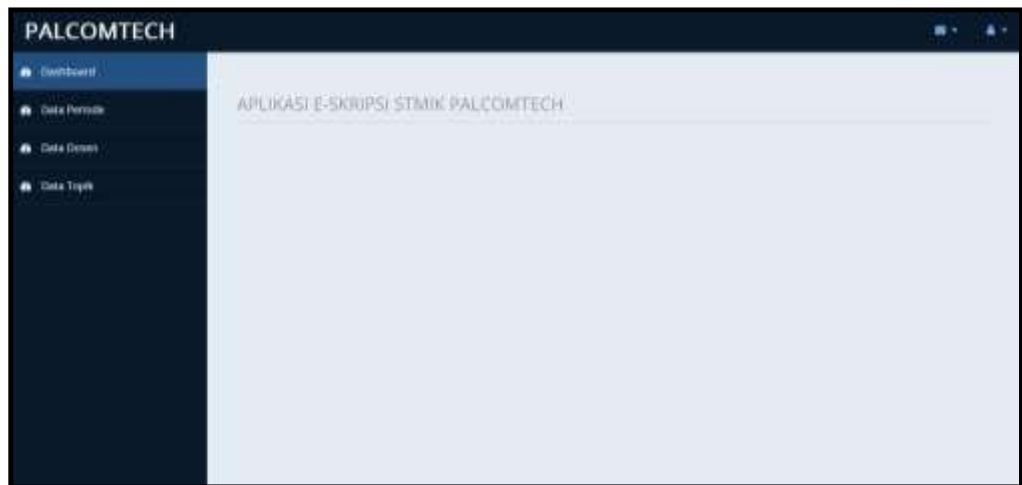 PALCOMTECH
Dashboard
Data Periode
Data Dosen
Data Topik
APLIKASI E-SKRIPSI STMIK PALCOMTECH